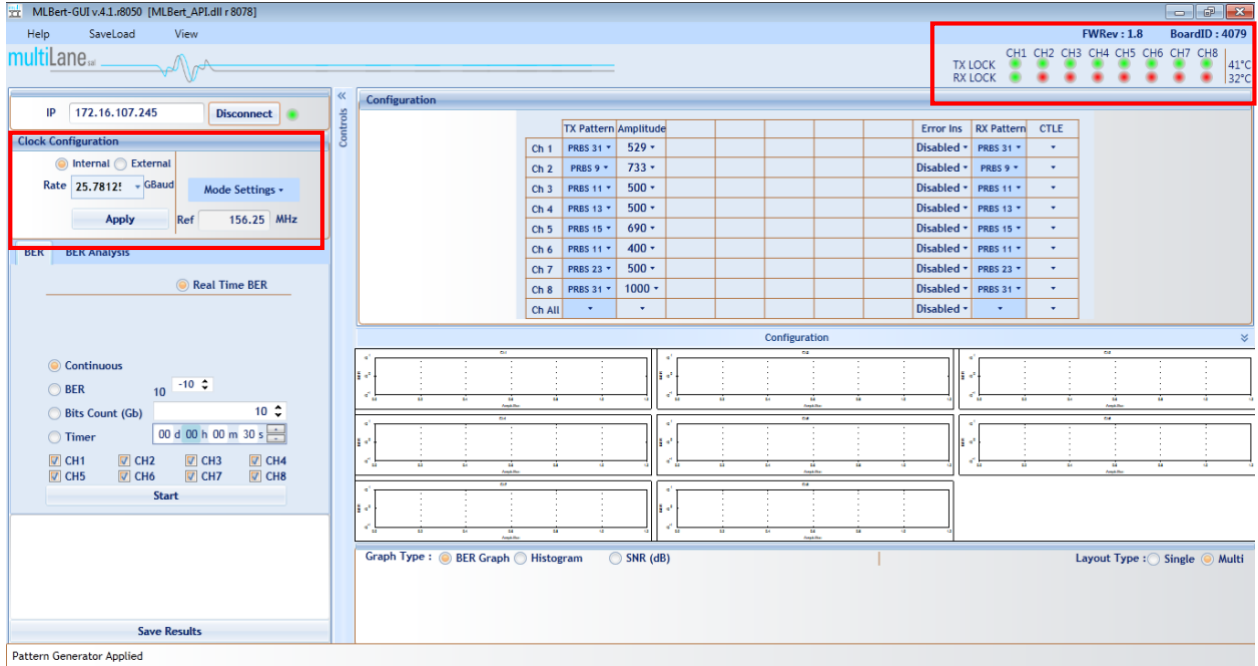 MLBert-GUI v.4.1.r8050 [MLBert_API.dll r 8078]
Help SaveLoad View
FWRev : 1.8 BoardID : 4079
multiLane sal
CH1 CH2 CH3 CH4 CH5 CH6 CH7 CH8
TX LOCK 41°C
RX LOCK 32°C
IP 172.16.107.245 Disconnect
Controls
Clock Configuration
Internal External
Rate 25.7812! GBaud Mode Settings
Apply Ref 156.25 MHz
BER BER Analysis
Real Time BER
Continuous
BER 10 -10
Bits Count (Gb) 10
Timer 00 d 00 h 00 m 30 s
CH1 CH2 CH3 CH4
CH5 CH6 CH7 CH8
Start
Save Results
Configuration
TX Pattern Amplitude Error Ins RX Pattern CTLE
Ch 1 PRBS 31 529 Disabled PRBS 31
Ch 2 PRBS 9 733 Disabled PRBS 9
Ch 3 PRBS 11 500 Disabled PRBS 11
Ch 4 PRBS 13 500 Disabled PRBS 13
Ch 5 PRBS 15 690 Disabled PRBS 15
Ch 6 PRBS 11 400 Disabled PRBS 11
Ch 7 PRBS 23 500 Disabled PRBS 23
Ch 8 PRBS 31 1000 Disabled PRBS 31
Ch All Disabled
Configuration
Graph Type : BER Graph Histogram SNR (dB) Layout Type : Single Multi
Pattern Generator Applied